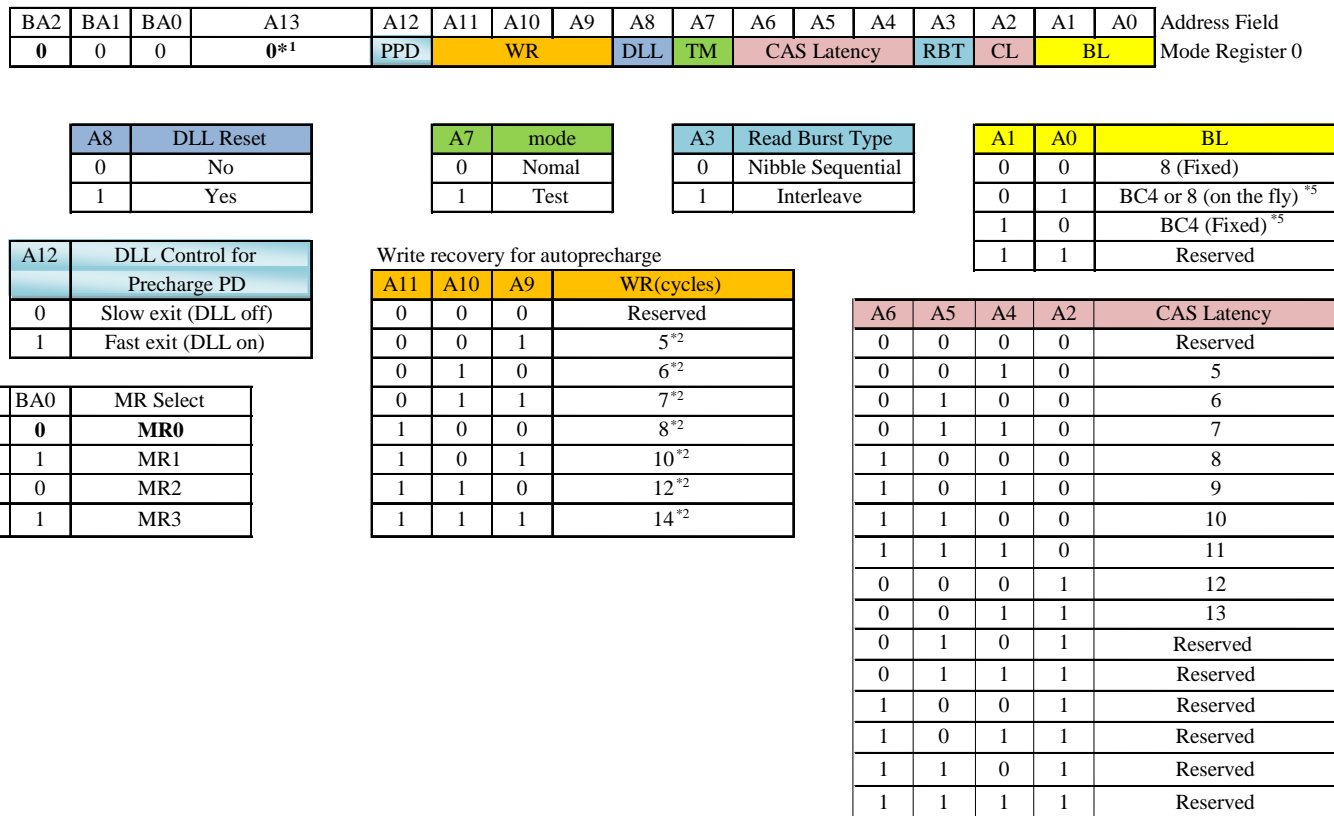 BA2 BA1 BA0 A13 A12 A11 A10 A9 A8 A7 A6 A5 A4 A3 A2 A1 A0 Address Field
0 0 0 0*1 PPD WR DLL TM CAS Latency RBT CL BL Mode Register 0
A8 DLL Reset
0 No
1 Yes
A7 mode
0 Nomal
1 Test
A3 Read Burst Type
0 Nibble Sequential
1 Interleave
A1 A0 BL
0 0 8 (Fixed)
0 1 BC4 or 8 (on the fly) *5
1 0 BC4 (Fixed) *5
1 1 Reserved
A12 DLL Control for
Precharge PD
0 Slow exit (DLL off)
1 Fast exit (DLL on)
Write recovery for autoprecharge
A11 A10 A9 WR(cycles)
0 0 0 Reserved
0 0 1 5*2
0 1 0 6*2
0 1 1 7*2
1 0 0 8*2
1 0 1 10*2
1 1 0 12*2
1 1 1 14*2
BA0 MR Select
0 MR0
1 MR1
0 MR2
1 MR3
A6 A5 A4 A2 CAS Latency
0 0 0 0 Reserved
0 0 1 0 5
0 1 0 0 6
0 1 1 0 7
1 0 0 0 8
1 0 1 0 9
1 1 0 0 10
1 1 1 0 11
0 0 0 1 12
0 0 1 1 13
0 1 0 1 Reserved
0 1 1 1 Reserved
1 0 0 1 Reserved
1 0 1 1 Reserved
1 1 0 1 Reserved
1 1 1 1 Reserved